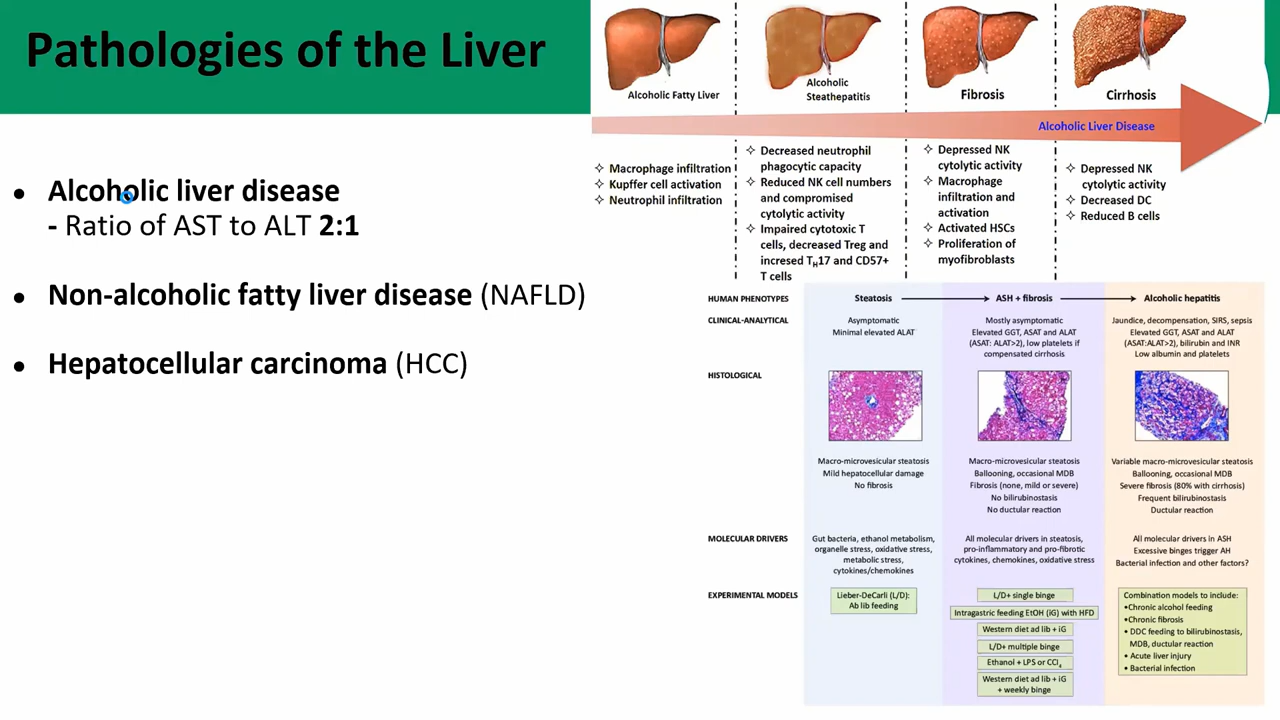 Pathologies of the Liver
• Alcoholic liver disease
- Ratio of AST to ALT 2:1
• Non-alcoholic fatty liver disease (NAFLD)
• Hepatocellular carcinoma (HCC)
Alcoholic Fatty Liver
Alcoholic
Steathepatitis
Fibrosis
Cirrhosis
Alcoholic Liver Disease
✧ Macrophage infiltration
✧ Kupffer cell activation
✧ Neutrophil infiltration
✧ Decreased neutrophil
phagocytic capacity
✧ Reduced NK cell numbers
and compromised
cytolytic activity
✧ Impaired cytotoxic T
cells, decreased Treg and
incresed TH17 and CD57+
T cells
✧ Depressed NK
cytolytic activity
✧ Macrophage
infiltration and
activation
✧ Activated HSCs
✧ Proliferation of
myofibroblasts
✧ Depressed NK
cytolytic activity
✧ Decreased DC
✧ Reduced B cells
HUMAN PHENOTYPES
Steatosis
ASH + fibrosis
Alcoholic hepatitis
CLINICAL-ANALYTICAL
Asymptomatic
Minimal elevated ALAT
Mostly asymptomatic
Elevated GGT, ASAT and ALAT
(ASAT: ALAT>2), low platelets if
compensated cirrhosis
Jaundice, decompensation, SIRS, sepsis
Elevated GGT, ASAT and ALAT
(ASAT:ALAT>2), bilirubin and INR
Low albumin and platelets
HISTOLOGICAL
Macro-microvesicular steatosis
Mild hepatocellular damage
No fibrosis
Macro-microvesicular steatosis
Ballooning, occasional MDB
Fibrosis (none, mild or severe)
No bilirubinostasis
No ductular reaction
Variable macro-microvesicular steatosis
Ballooning, occasional MDB
Severe fibrosis (80% with cirrhosis)
Frequent bilirubinostasis
Ductular reaction
MOLECULAR DRIVERS
Gut bacteria, ethanol metabolism,
organelle stress, oxidative stress,
metabolic stress,
cytokines/chemokines
All molecular drivers in steatosis,
pro-inflammatory and pro-fibrotic
cytokines, chemokines, oxidative stress
All molecular drivers in ASH
Excessive binges trigger AH
Bacterial infection and other factors?
EXPERIMENTAL MODELS
Lieber-DeCarli (L/D):
Ab lib feeding
L/D+ single binge
Intragastric feeding EtOH (iG) with HFD
Western diet ad lib + iG
L/D+ multiple binge
Ethanol + LPS or CCl4
Western diet ad lib + iG
+ weekly binge
Combination models to include:
•Chronic alcohol feeding
•Chronic fibrosis
• DDC feeding to bilirubinostasis,
MDB, ductular reaction
• Acute liver injury
• Bacterial infection